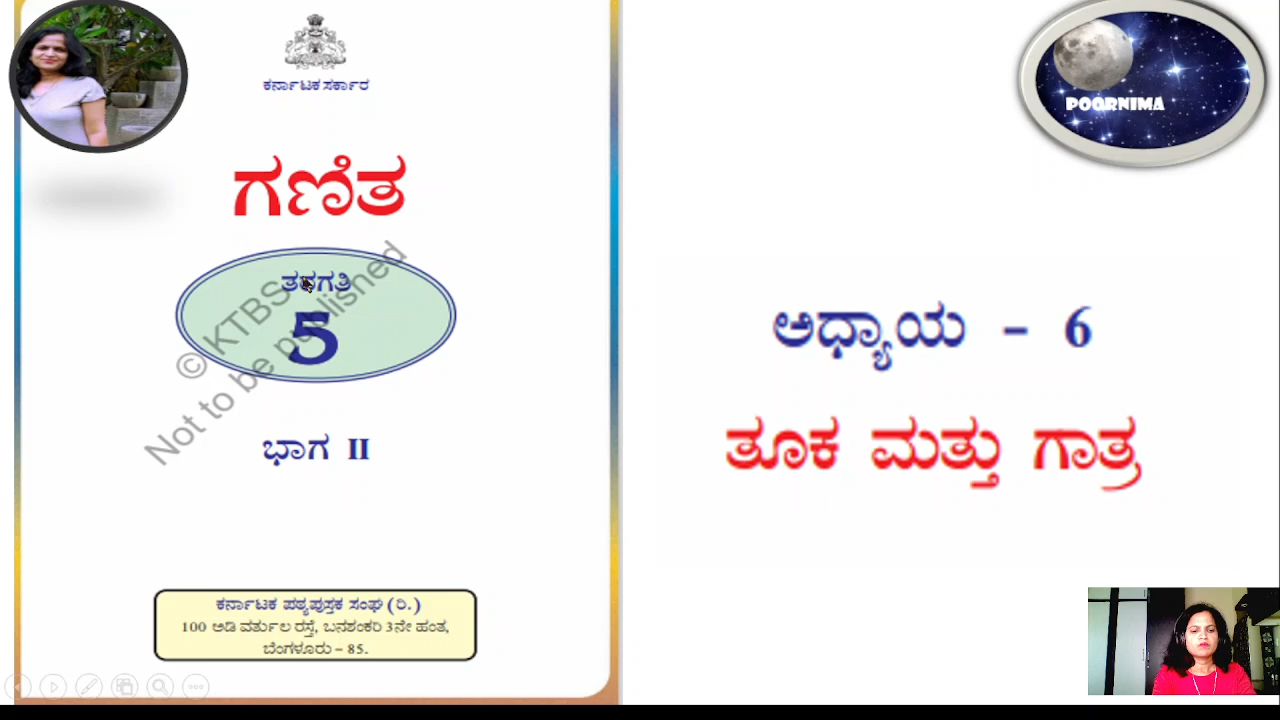 ಕರ್ನಾಟಕ ಸರ್ಕಾರ
ಗಣಿತ
ತರಗತಿ
5
© KTBS
Not to be published
ಭಾಗ II
ಕರ್ನಾಟಕ ಪಠ್ಯಪುಸ್ತಕ ಸಂಘ (ರಿ.)
100 ಅಡಿ ವರ್ತುಲ ರಸ್ತೆ, ಬನಶಂಕರಿ 3ನೇ ಹಂತ,
ಬೆಂಗಳೂರು – 85.
POORNIMA
ಅಧ್ಯಾಯ - 6
ತೂಕ ಮತ್ತು ಗಾತ್ರ